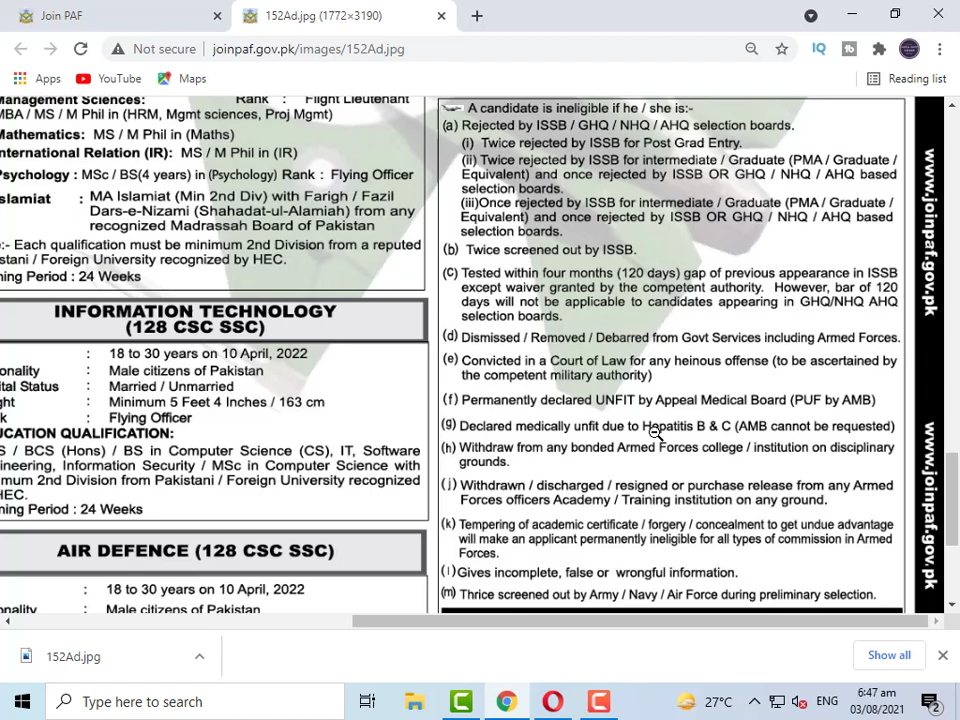 Join PAF
152Ad.jpg (1772×3190)
Not secure
joinpaf.gov.pk/images/152Ad.jpg
IQ
Apps
YouTube
Maps
Reading list
Management Sciences: Rank : Flight Lieutenant
MBA / MS / M Phil in (HRM, Mgmt sciences, Proj Mgmt)
Mathematics: MS / M Phil in (Maths)
International Relation (IR): MS / M Phil in (IR)
Psychology : MSc / BS(4 years) in (Psychology) Rank : Flying Officer
slamiat : MA Islamiat (Min 2nd Div) with Farigh / Fazil
Dars-e-Nizami (Shahadat-ul-Alamiah) from any
recognized Madrassah Board of Pakistan
e:- Each qualification must be minimum 2nd Division from a reputed
stani / Foreign University recognized by HEC.
ning Period : 24 Weeks
INFORMATION TECHNOLOGY
(128 CSC SSC)
: 18 to 30 years on 10 April, 2022
onality : Male citizens of Pakistan
ital Status : Married / Unmarried
ght : Minimum 5 Feet 4 Inches / 163 cm
k : Flying Officer
UCATION QUALIFICATION:
S / BCS (Hons) / BS in Computer Science (CS), IT, Software
ineering, Information Security / MSc in Computer Science with
mum 2nd Division from Pakistani / Foreign University recognized
HEC.
ning Period : 24 Weeks
AIR DEFENCE (128 CSC SSC)
: 18 to 30 years on 10 April, 2022
onality : Male citizens of Pakistan
A candidate is ineligible if he / she is:-
(a) Rejected by ISSB / GHQ / NHQ / AHQ selection boards.
(i) Twice rejected by ISSB for Post Grad Entry.
(ii) Twice rejected by ISSB for intermediate / Graduate (PMA / Graduate /
Equivalent) and once rejected by ISSB OR GHQ / NHQ / AHQ based
selection boards.
(iii)Once rejected by ISSB for intermediate / Graduate (PMA / Graduate /
Equivalent) and once rejected by ISSB OR GHQ / NHQ / AHQ based
selection boards.
(b) Twice screened out by ISSB.
(c) Tested within four months (120 days) gap of previous appearance in ISSB
except waiver granted by the competent authority. However, bar of 120
days will not be applicable to candidates appearing in GHQ/NHQ AHQ
selection boards.
(d) Dismissed / Removed / Debarred from Govt Services including Armed Forces.
(e) Convicted in a Court of Law for any heinous offense (to be ascertained by
the competent military authority)
(f) Permanently declared UNFIT by Appeal Medical Board (PUF by AMB)
(g) Declared medically unfit due to Hepatitis B & C (AMB cannot be requested)
(h) Withdraw from any bonded Armed Forces college / institution on disciplinary
grounds.
(j) Withdrawn / discharged / resigned or purchase release from any Armed
Forces officers Academy / Training institution on any ground.
(k) Tempering of academic certificate / forgery / concealment to get undue advantage
will make an applicant permanently ineligible for all types of commission in Armed
Forces.
(l)Gives incomplete, false or wrongful information.
(m) Thrice screened out by Army / Navy / Air Force during preliminary selection.
www.joinpaf.gov.pk
www.joinpaf.gov.pk
152Ad.jpg
Show all
Type here to search
27°C
ENG
6:47 am
03/08/2021
2